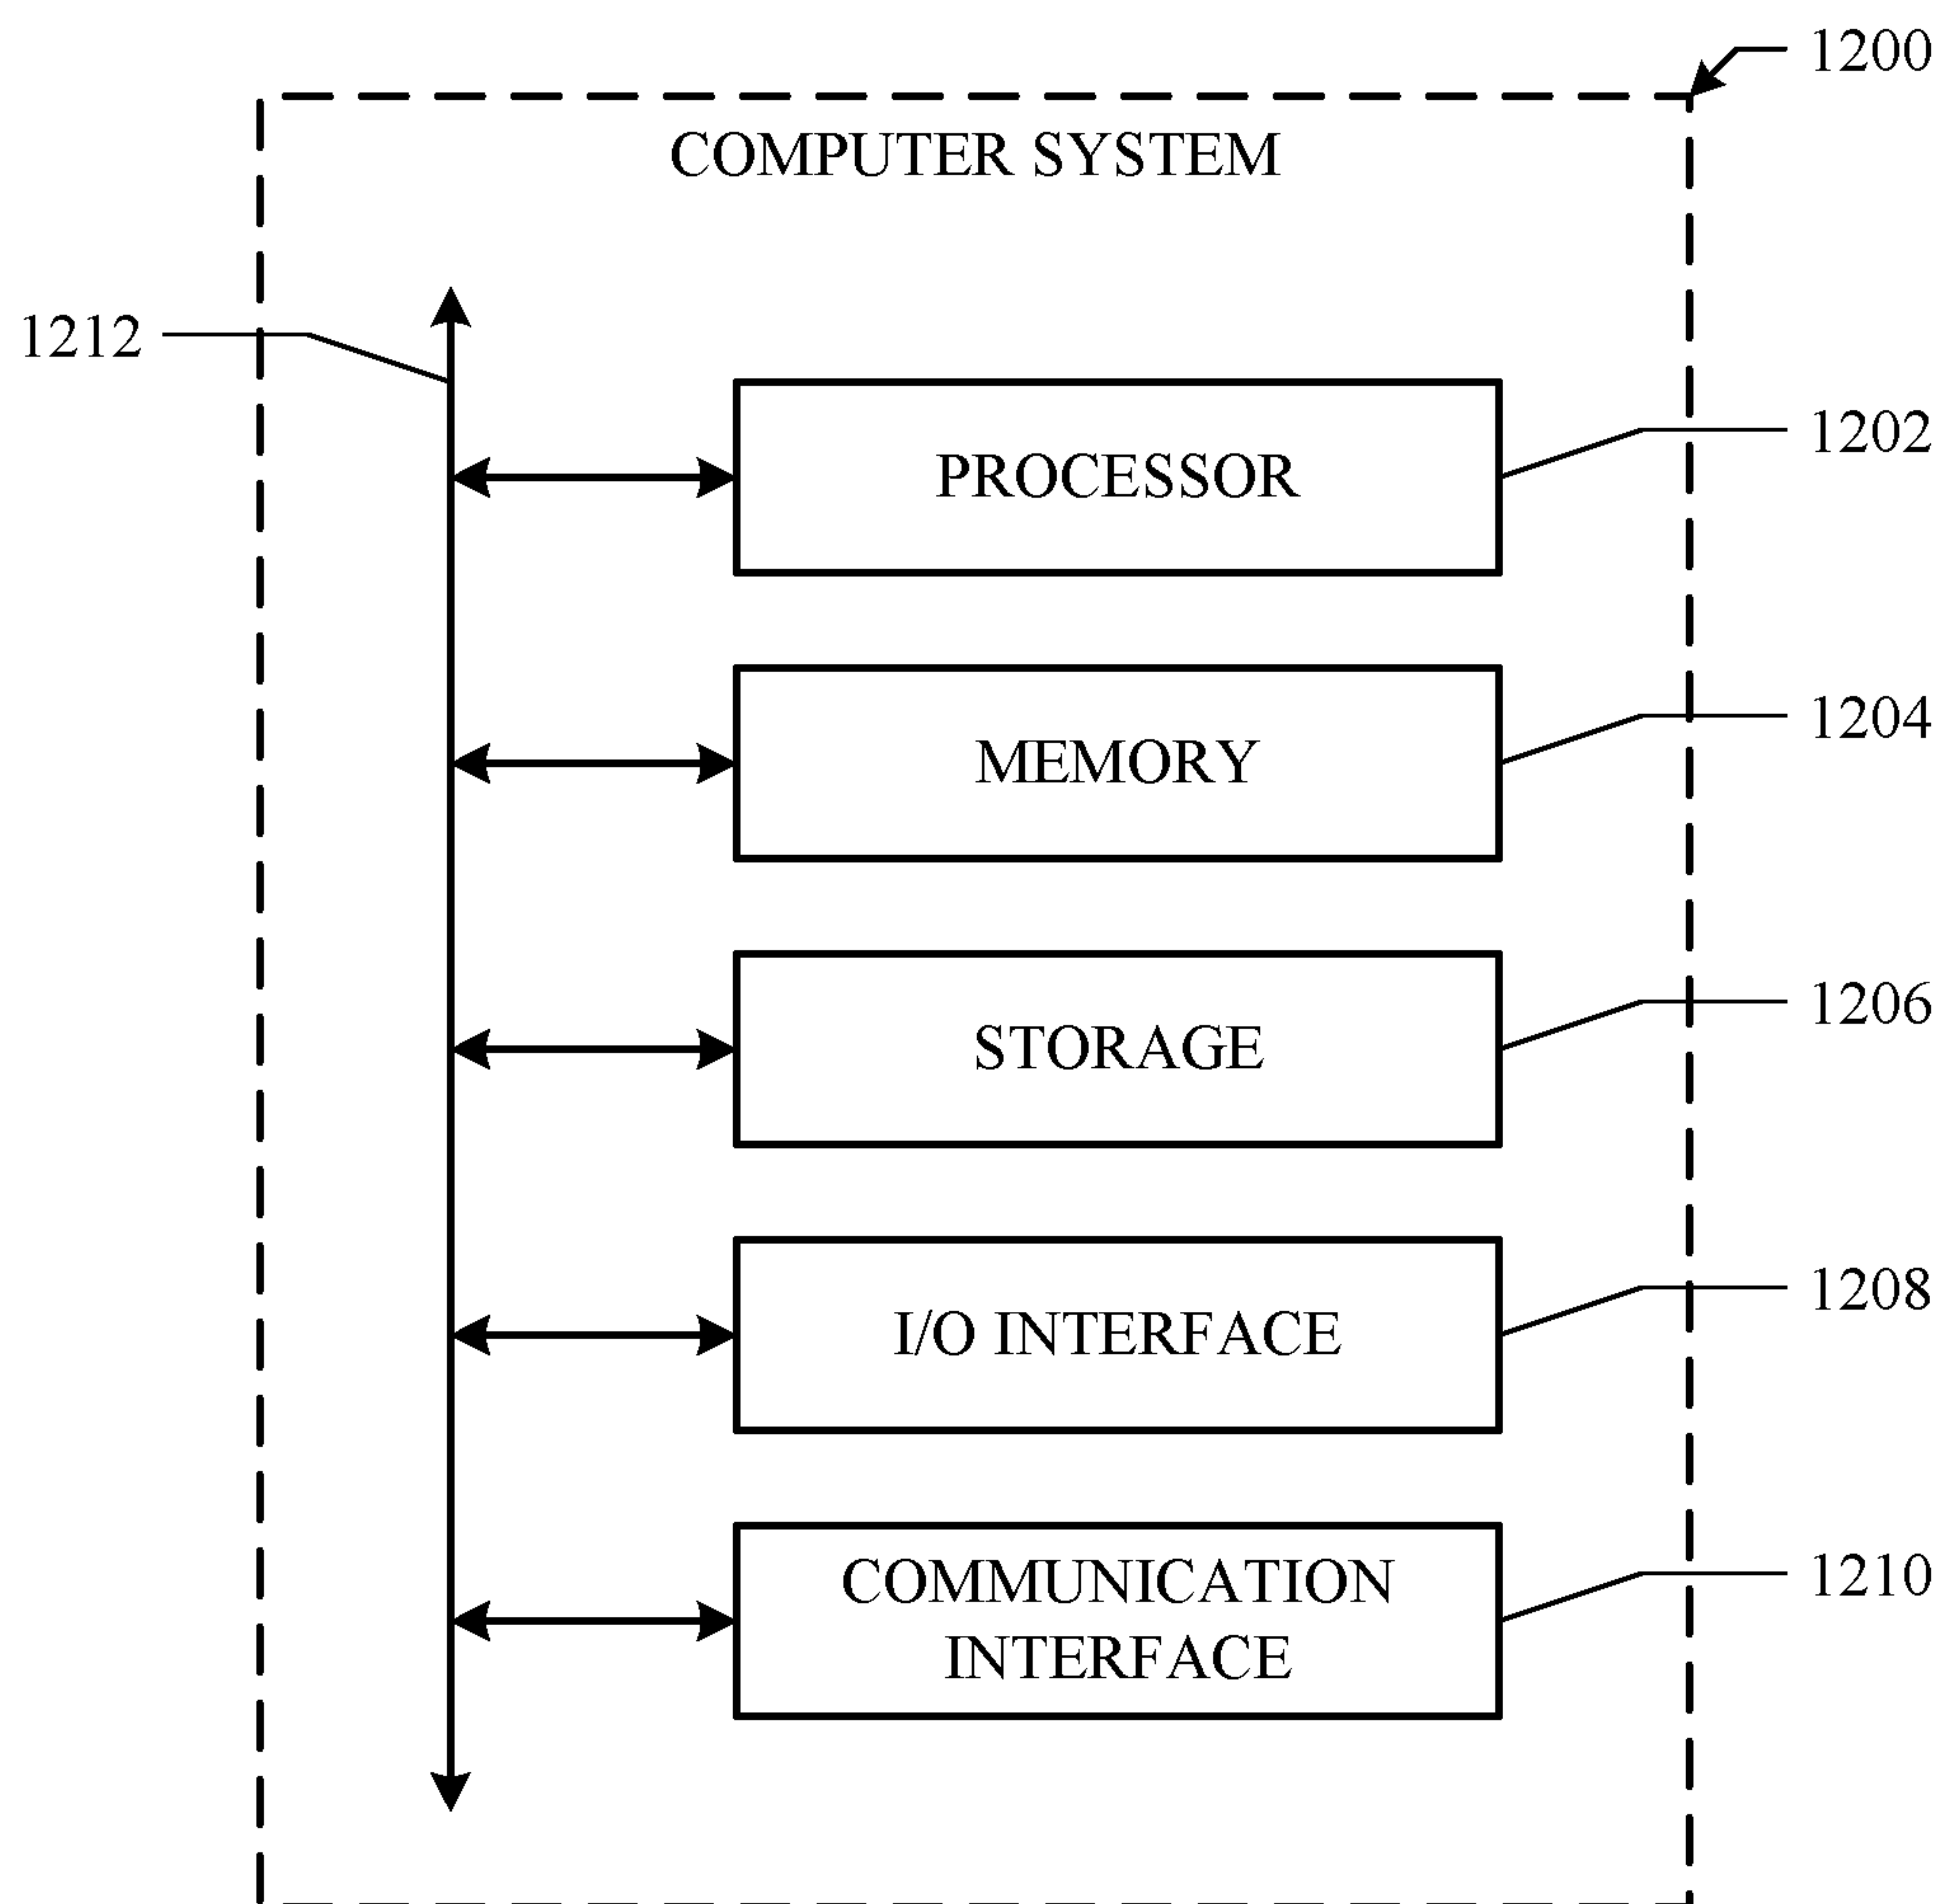 1200
COMPUTER SYSTEM
1212
PROCESSOR
1202
MEMORY
1204
STORAGE
1206
I/O INTERFACE
1208
COMMUNICATION
INTERFACE
1210